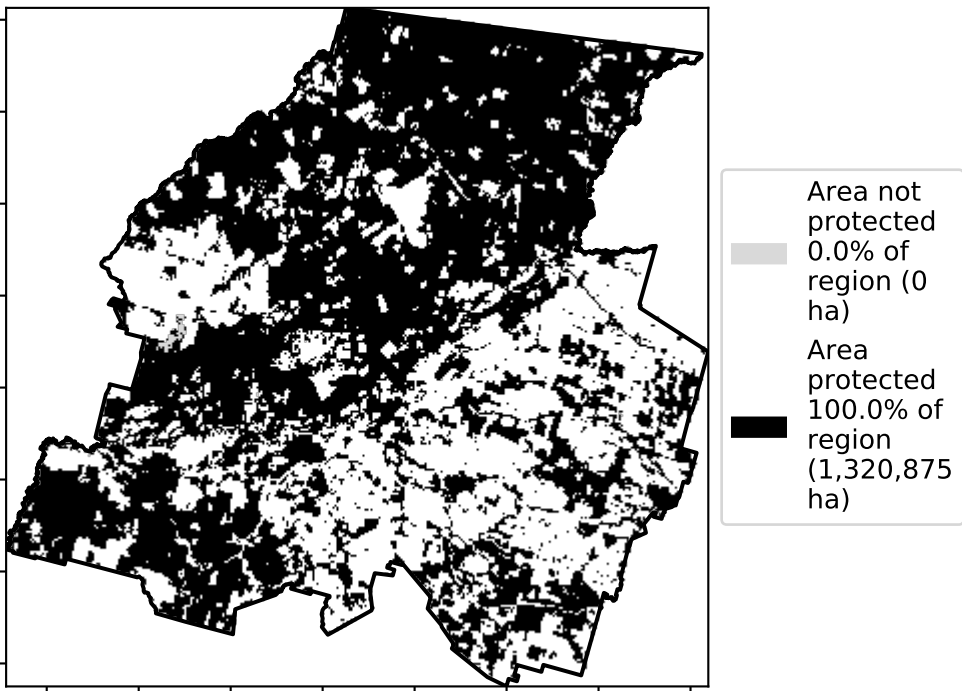 Area not
protected
0.0% of
region (0
ha)
Area
protected
100.0% of
region
(1,320,875
ha)